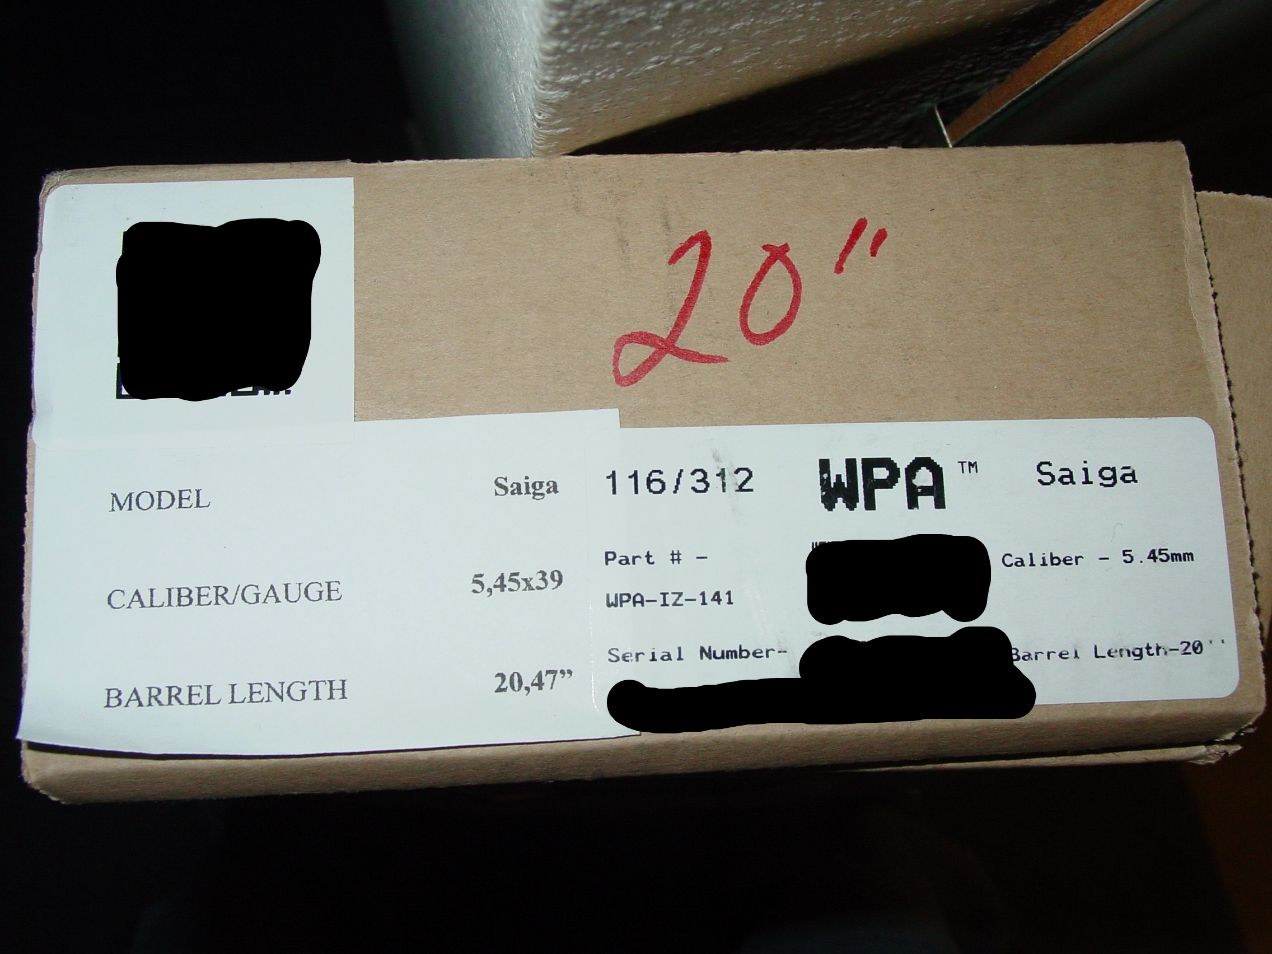 20"
MODEL Saiga
CALIBER/GAUGE 5,45x39
BARREL LENGTH 20,47”
116/312 WPA™ Saiga
Part # - Caliber - 5.45mm
WPA-IZ-141
Serial Number- Barrel Length-20''